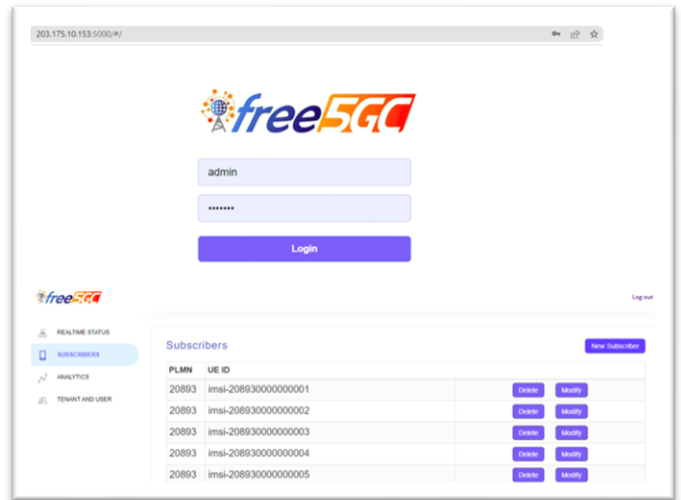 203.175.10.153:5000/#/
free5GC
admin
•••••••
Login
free5GC
Log out
REALTIME STATUS
SUBSCRIBERS
ANALYTICS
TENANT AND USER
Subscribers
New Subscriber
PLMN UE ID
20893 imsi-208930000000001 Delete Modify
20893 imsi-208930000000002 Delete Modify
20893 imsi-208930000000003 Delete Modify
20893 imsi-208930000000004 Delete Modify
20893 imsi-208930000000005 Delete Modify